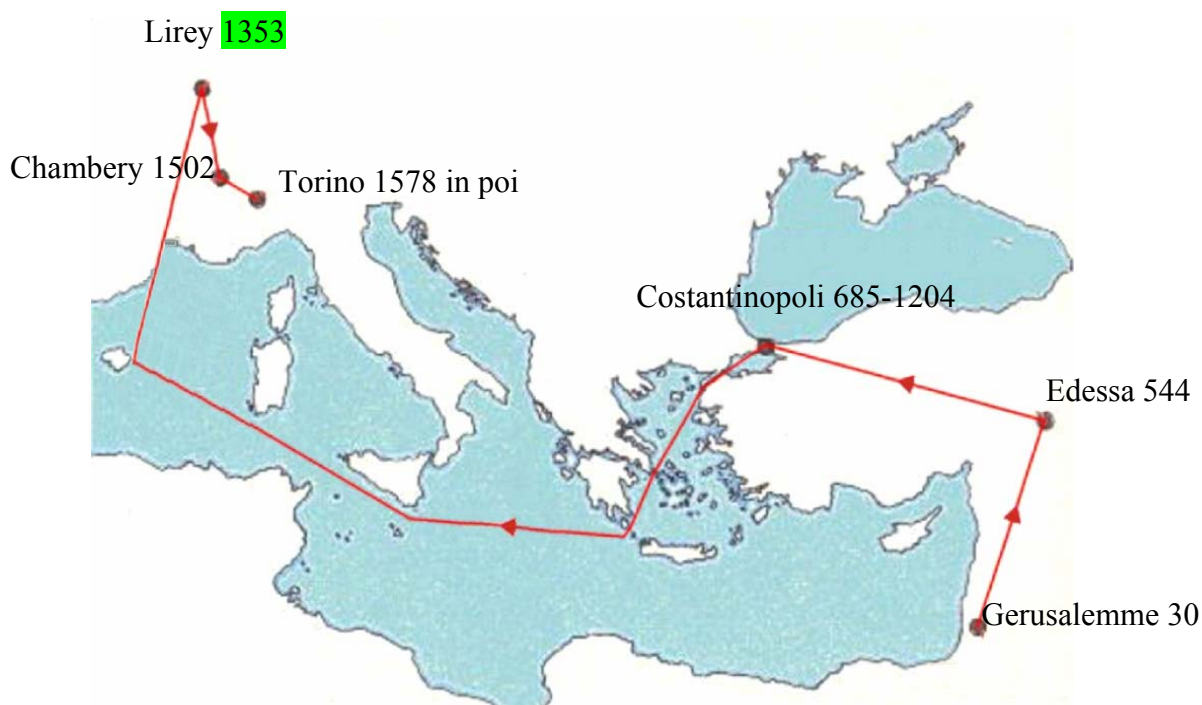 Lirey 1353
Chambery 1502
Torino 1578 in poi
Costantinopoli 685-1204
Edessa 544
Gerusalemme 30